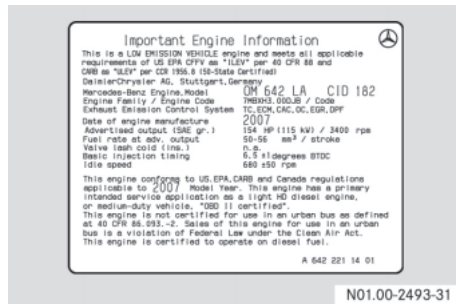 Important Engine Information
This is a LOW EMISSION VEHICLE engine and meets all applicable
requirements of US EPA CFFV as "ILEV" per 40 CFR 88 and
CARB as "ULEV" per CCR 1956.8 (50-State Certified)
DaimlerChrysler AG, Stuttgart, Germany
Mercedes-Benz Engine, Model OM 642 LA CID 182
Engine Family / Engine Code 7MBXH3.00DJB / Code
Exhaust Emission Control System TC,ECM,CAC,OC,EGR,DPF
Date of engine manufacture 2007
Advertised output (SAE gr.) 154 HP (115 kW) / 3400 rpm
Fuel rate at adv. output 50-56 mm³ / stroke
Valve lash cold (ins.) n.a.
Basic injection timing 6,5 ±1 degrees BTDC
Idle speed 680 ±50 rpm
This engine conforms to US.EPA,CARB and Canada regulations
applicable to 2007 Model Year. This engine has a primary
intended service application as a light HD diesel engine,
or medium-duty vehicle, "OBD II certified".
This engine is not certified for use in an urban bus as defined
at 40 CFR 86.093.-2. Sales of this engine for use in an urban
bus is a violation of Federal Law under the Clean Air Act.
This engine is certified to operate on diesel fuel.
A 642 221 14 01
N01.00-2493-31